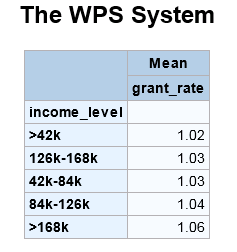 The WPS System
Mean
grant_rate
income_level
>42k 1.02
126k-168k 1.03
42k-84k 1.03
84k-126k 1.04
>168k 1.06